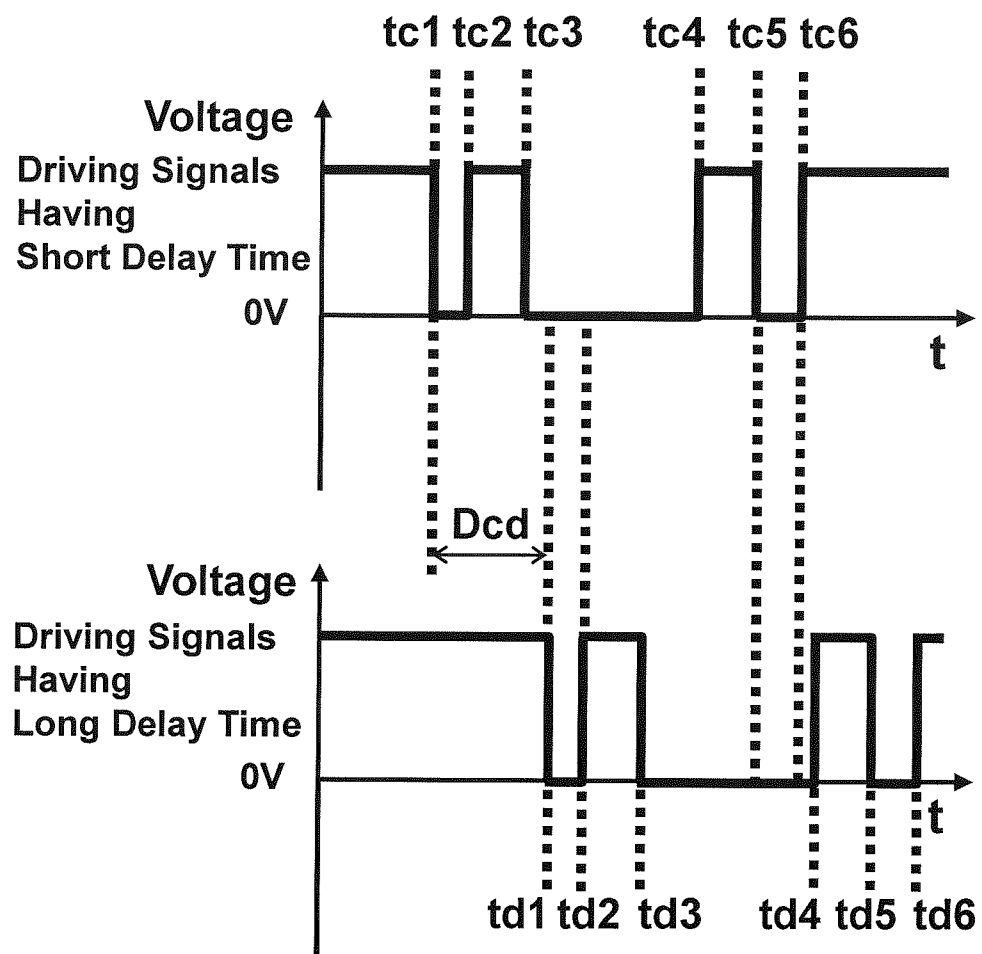 tc1 tc2 tc3 tc4 tc5 tc6
Voltage
Driving Signals
Having
Short Delay Time
0V
t
Dcd
Voltage
Driving Signals
Having
Long Delay Time
0V
t
td1 td2 td3 td4 td5 td6